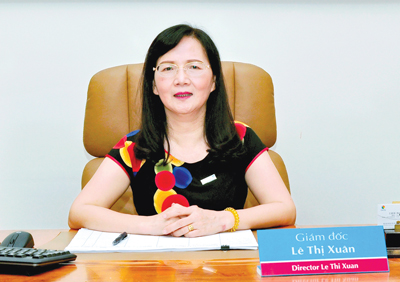 Giám đốc
Lê Thị Xuân
Director Le Thi Xuan